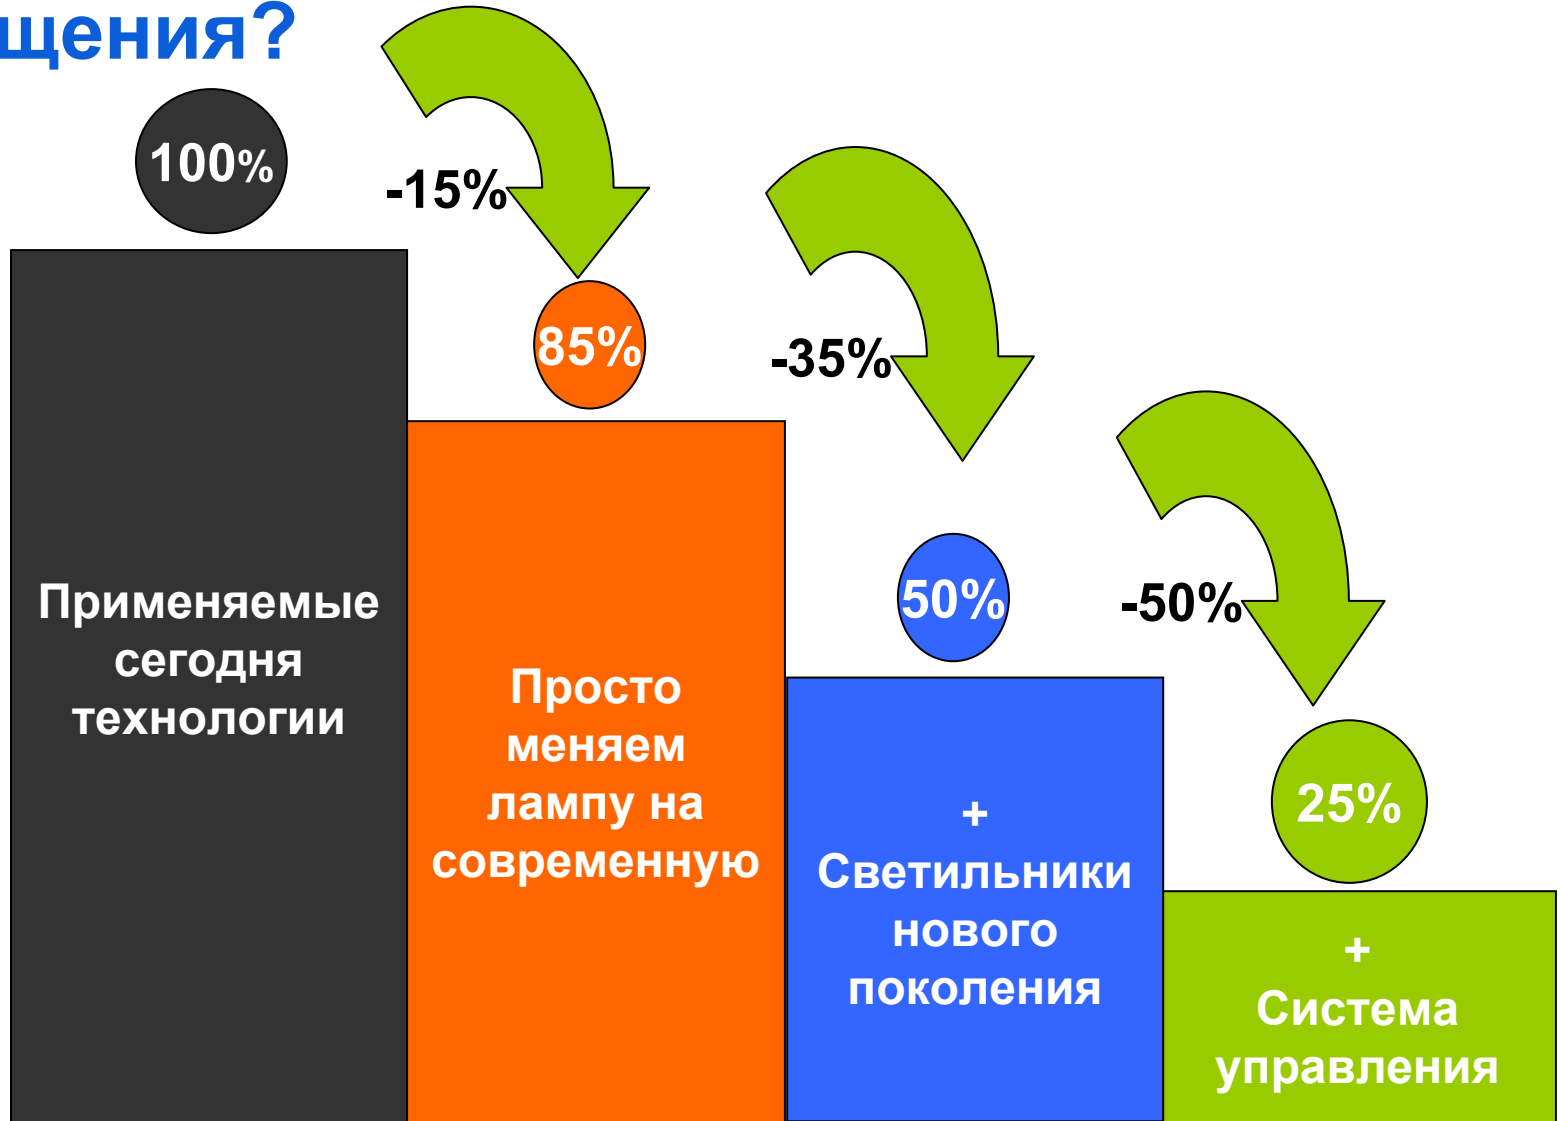 щения?
100%
-15%
85%
-35%
50%
-50%
25%
Применяемые
сегодня
технологии
Просто
меняем
лампу на
современную
+
Светильники
нового
поколения
+
Система
управления